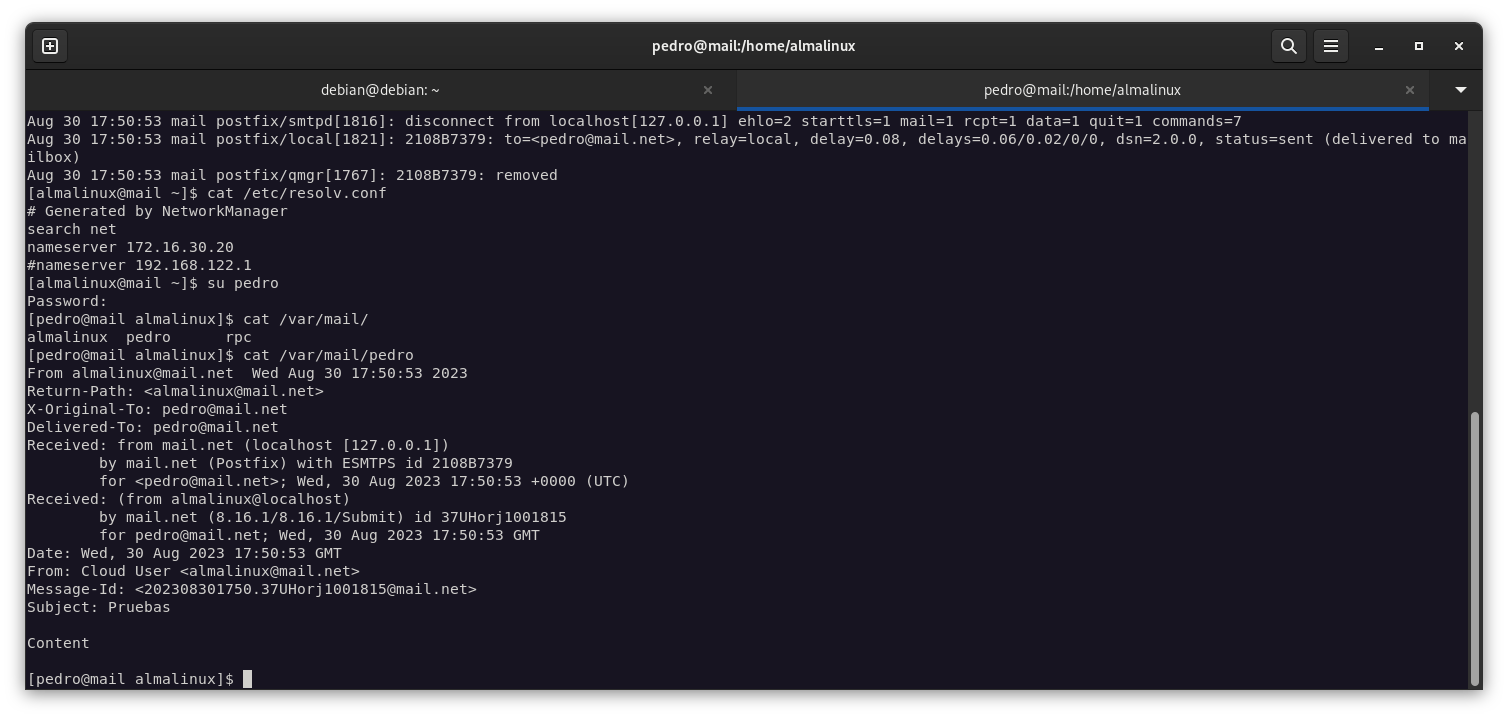 pedro@mail:/home/almalinux
debian@debian: ~
pedro@mail:/home/almalinux
Aug 30 17:50:53 mail postfix/smtpd[1816]: disconnect from localhost[127.0.0.1] ehlo=2 starttls=1 mail=1 rcpt=1 data=1 quit=1 commands=7
Aug 30 17:50:53 mail postfix/local[1821]: 2108B7379: to=<pedro@mail.net>, relay=local, delay=0.08, delays=0.06/0.02/0/0, dsn=2.0.0, status=sent (delivered to ma
ilbox)
Aug 30 17:50:53 mail postfix/qmgr[1767]: 2108B7379: removed
[almalinux@mail ~]$ cat /etc/resolv.conf
# Generated by NetworkManager
search net
nameserver 172.16.30.20
#nameserver 192.168.122.1
[almalinux@mail ~]$ su pedro
Password:
[pedro@mail almalinux]$ cat /var/mail/
almalinux  pedro      rpc
[pedro@mail almalinux]$ cat /var/mail/pedro
From almalinux@mail.net  Wed Aug 30 17:50:53 2023
Return-Path: <almalinux@mail.net>
X-Original-To: pedro@mail.net
Delivered-To: pedro@mail.net
Received: from mail.net (localhost [127.0.0.1])
        by mail.net (Postfix) with ESMTPS id 2108B7379
        for <pedro@mail.net>; Wed, 30 Aug 2023 17:50:53 +0000 (UTC)
Received: (from almalinux@localhost)
        by mail.net (8.16.1/8.16.1/Submit) id 37UHorj1001815
        for pedro@mail.net; Wed, 30 Aug 2023 17:50:53 GMT
Date: Wed, 30 Aug 2023 17:50:53 GMT
From: Cloud User <almalinux@mail.net>
Message-Id: <202308301750.37UHorj1001815@mail.net>
Subject: Pruebas

Content

[pedro@mail almalinux]$